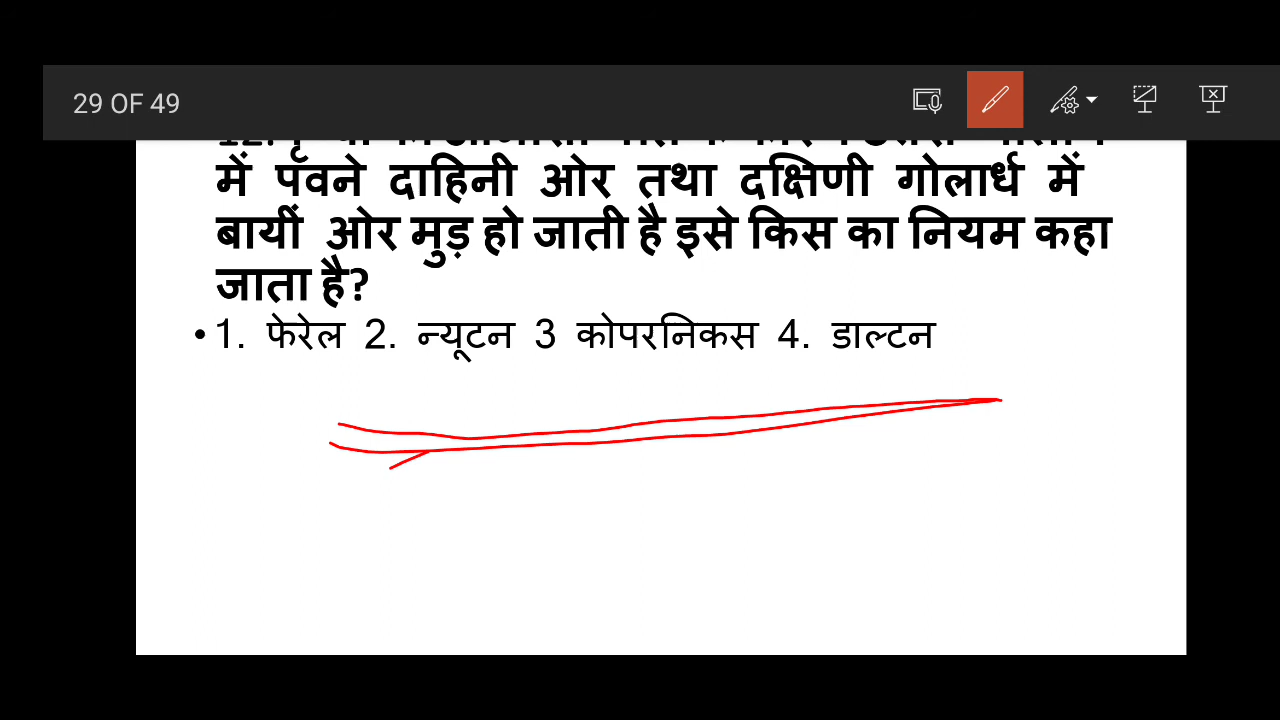 29 OF 49
में पवने दाहिनी ओर तथा दक्षिणी गोलार्ध में
बायीं ओर मुड़ हो जाती है इसे किस का नियम कहा
जाता है?
• 1. फेरेल 2. न्यूटन 3 कोपरनिकस 4. डाल्टन